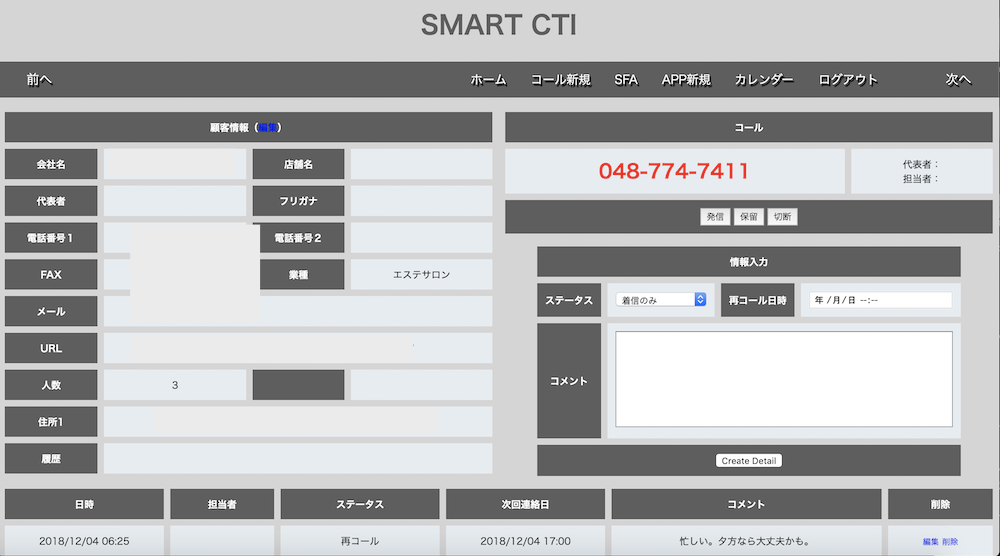 SMART CTI
前へ ホーム コール新規 SFA APP新規 カレンダー ログアウト 次へ
顧客情報（編集）
会社名 店舗名
代表者 フリガナ
電話番号１ 電話番号２
FAX 業種 エステサロン
メール
URL
人数 3
住所1
履歴
コール
048-774-7411
代表者：
担当者：
発信 保留 切断
情報入力
ステータス 着信のみ 再コール日時 年 /月/日 --:--
コメント
Create Detail
日時 担当者 ステータス 次回連絡日 コメント 削除
2018/12/04 06:25 再コール 2018/12/04 17:00 忙しい。夕方なら大丈夫かも。 編集 削除